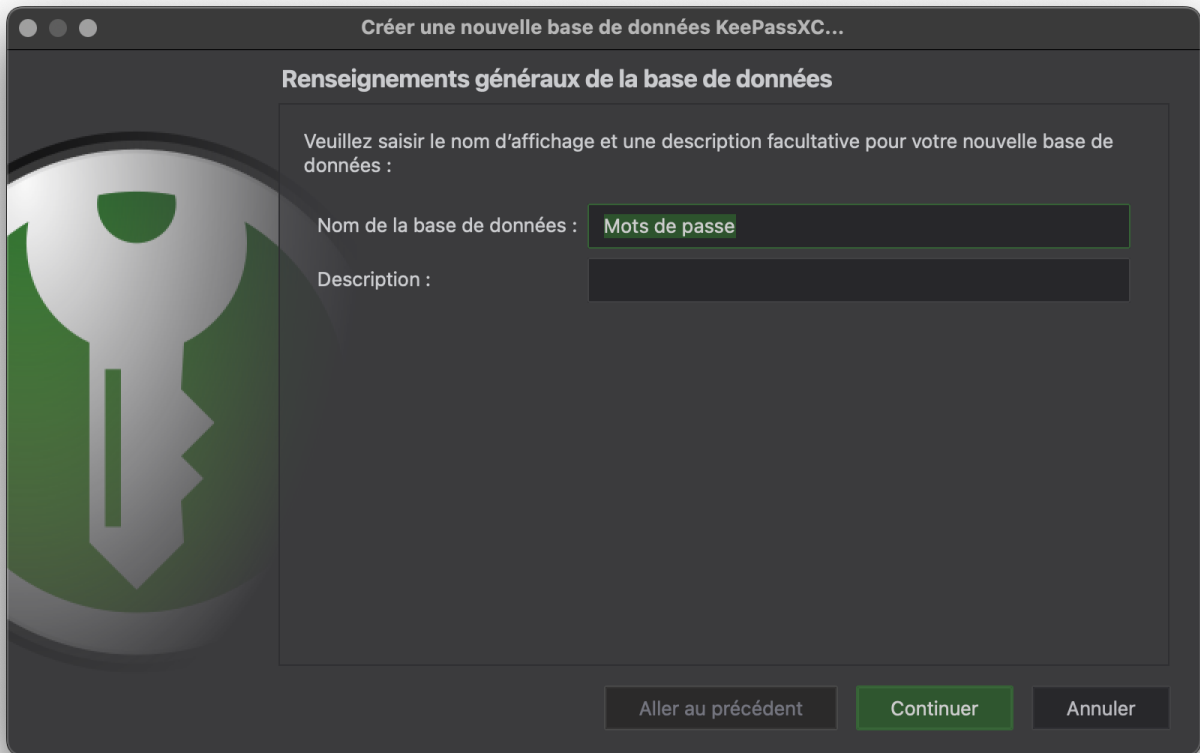 Créer une nouvelle base de données KeePassXC...
Renseignements généraux de la base de données
Veuillez saisir le nom d’affichage et une description facultative pour votre nouvelle base de
données :
Nom de la base de données : Mots de passe
Description :
Aller au précédent Continuer Annuler